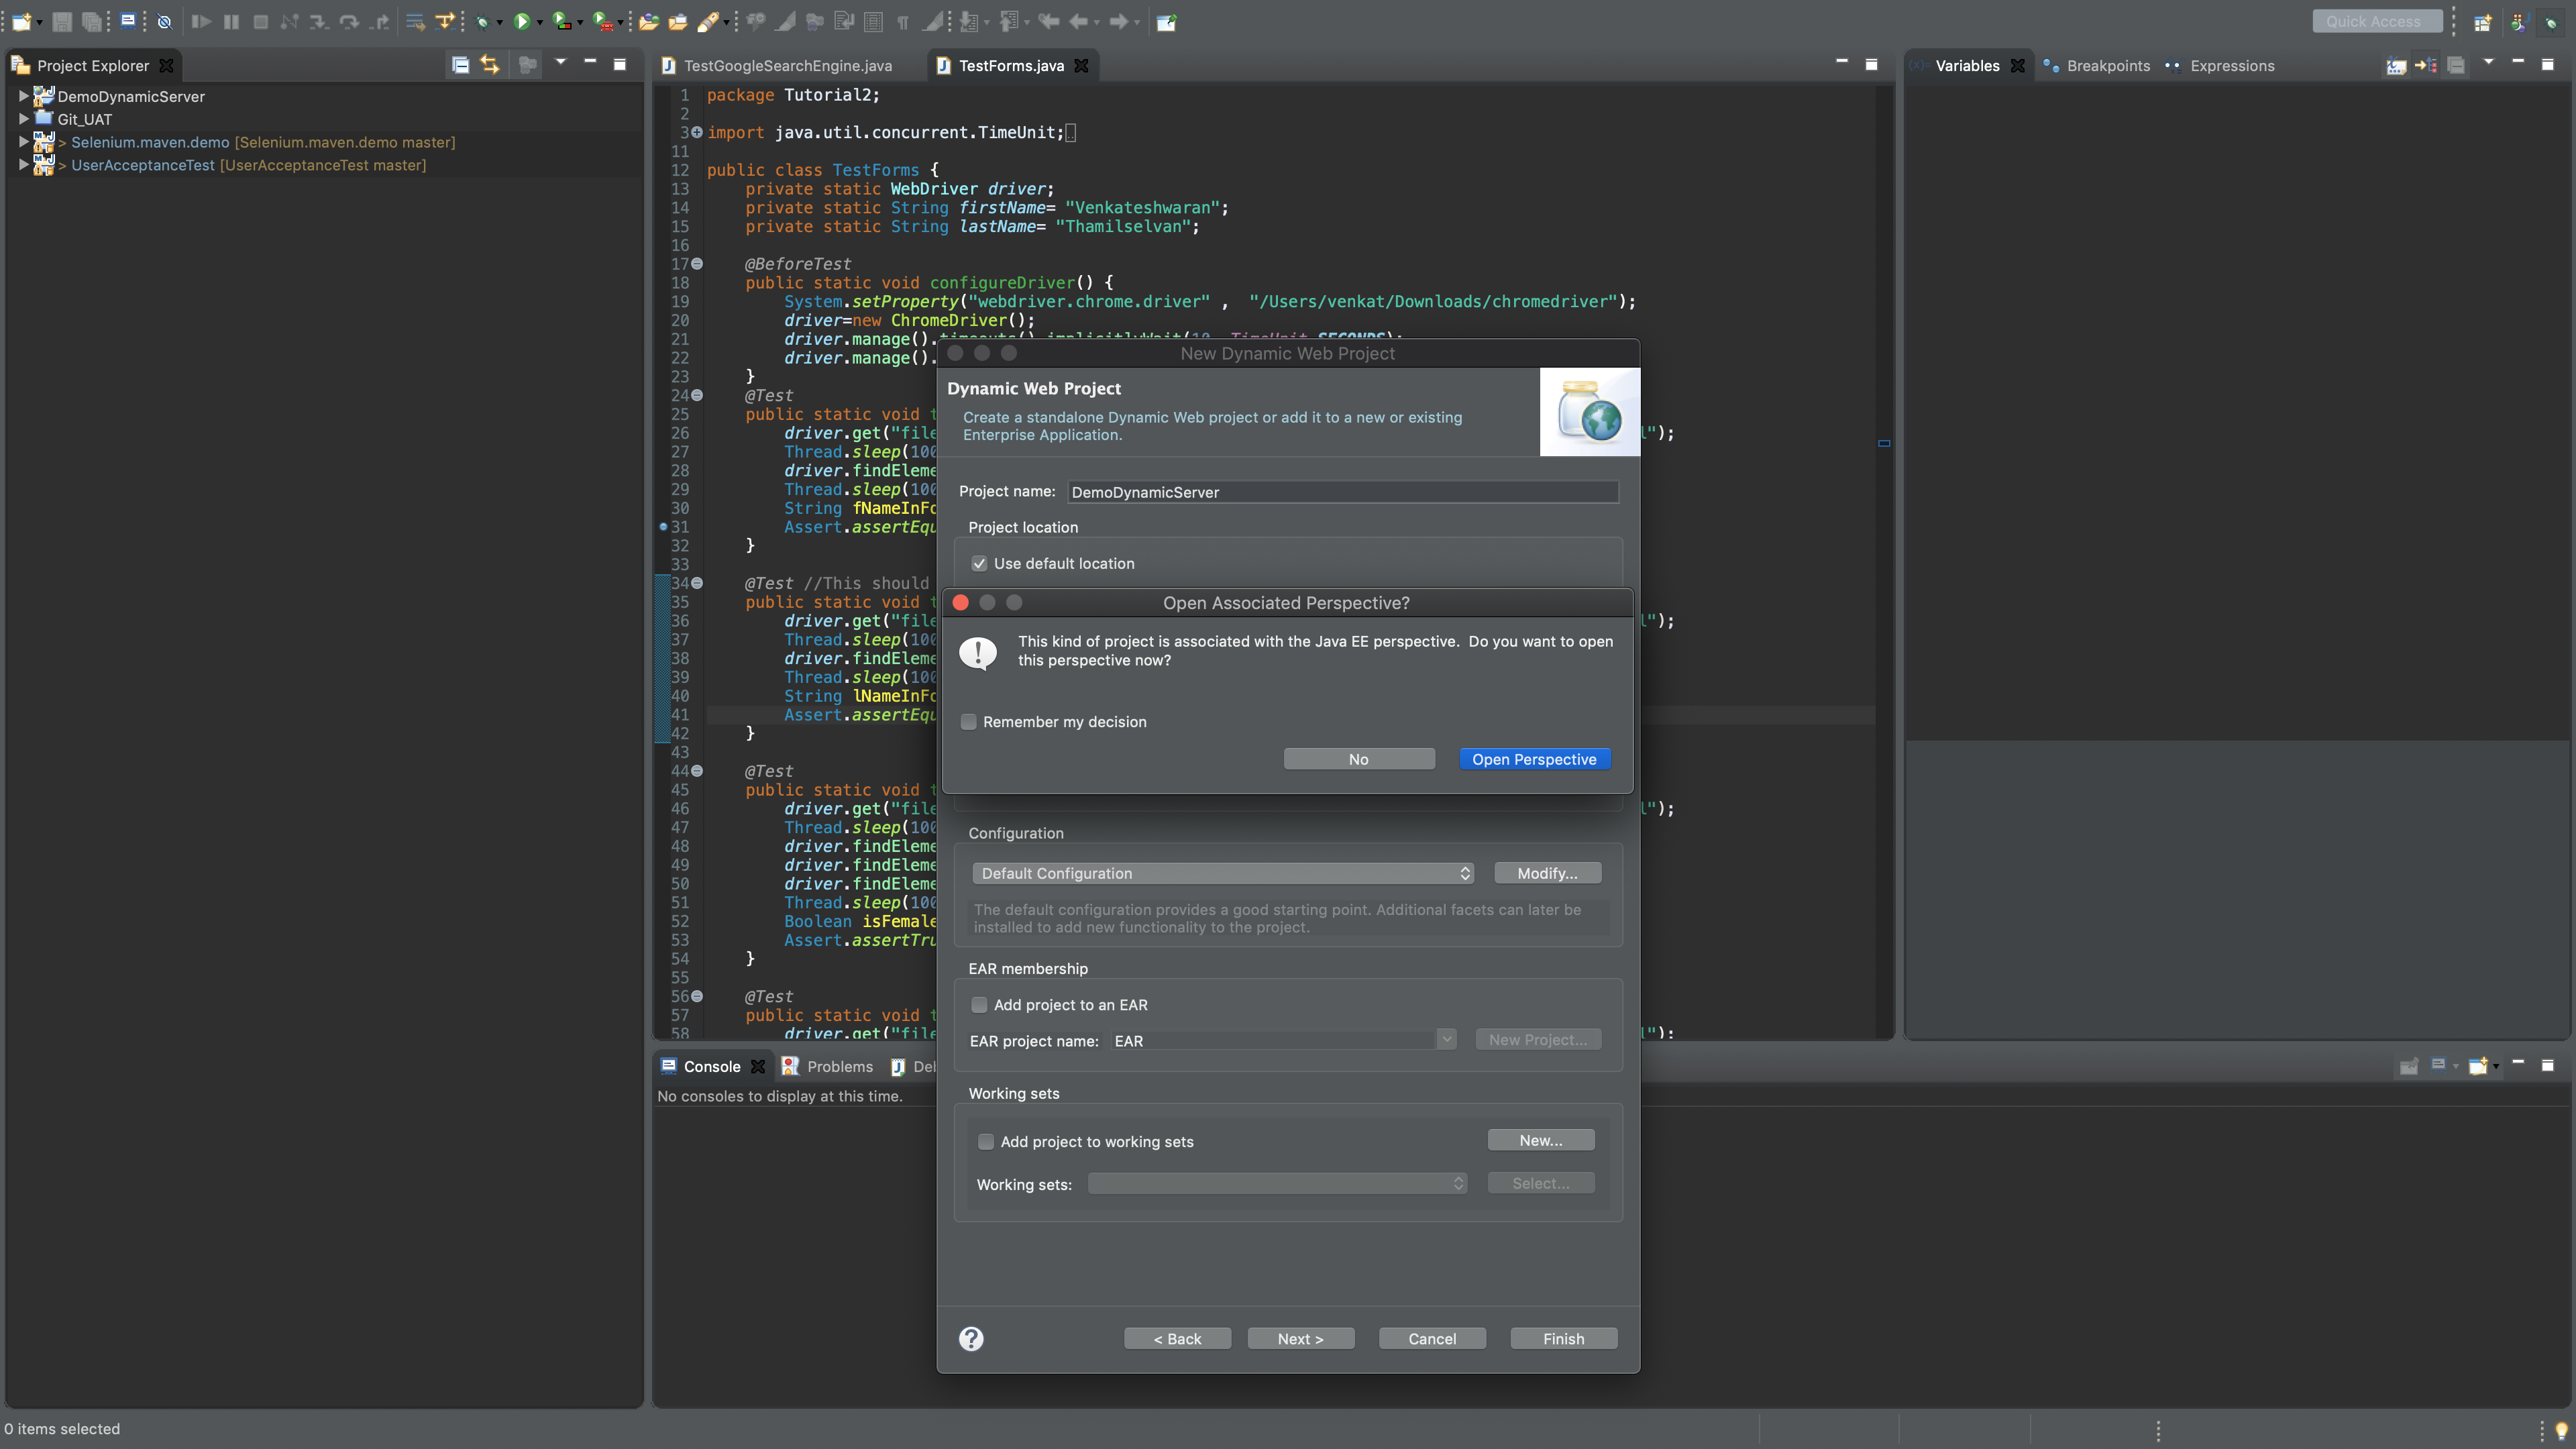 Quick Access
Project Explorer
DemoDynamicServer
Git_UAT
> Selenium.maven.demo [Selenium.maven.demo master]
> UserAcceptanceTest [UserAcceptanceTest master]
TestGoogleSearchEngine.java
TestForms.java
1 package Tutorial2;
2
3 import java.util.concurrent.TimeUnit;
11
12 public class TestForms {
13 private static WebDriver driver;
14 private static String firstName= "Venkateshwaran";
15 private static String lastName= "Thamilselvan";
16
17 @BeforeTest
18 public static void configureDriver() {
19 System.setProperty("webdriver.chrome.driver" , "/Users/venkat/Downloads/chromedriver");
20 driver=new ChromeDriver();
21 driver.manage().timeouts().implicitlyWait(10, TimeUnit.SECONDS);
22 driver.manage().
23 }
24 @Test
25 public static void t
26 driver.get("file l");
27 Thread.sleep(100
28 driver.findEleme
29 Thread.sleep(100
30 String fNameInFo
31 Assert.assertEqu
32 }
33
34 @Test //This should
35 public static void t
36 driver.get("file l");
37 Thread.sleep(100
38 driver.findEleme
39 Thread.sleep(100
40 String lNameInFo
41 Assert.assertEqu
42 }
43
44 @Test
45 public static void t
46 driver.get("file l");
47 Thread.sleep(100
48 driver.findEleme
49 driver.findEleme
50 driver.findEleme
51 Thread.sleep(100
52 Boolean isFemale
53 Assert.assertTru
54 }
55
56 @Test
57 public static void t
58 driver.get("file l");
New Dynamic Web Project
Dynamic Web Project
Create a standalone Dynamic Web project or add it to a new or existing
Enterprise Application.
Project name: DemoDynamicServer
Project location
Use default location
Open Associated Perspective?
This kind of project is associated with the Java EE perspective. Do you want to open
this perspective now?
Remember my decision
No
Open Perspective
Configuration
Default Configuration
Modify...
The default configuration provides a good starting point. Additional facets can later be
installed to add new functionality to the project.
EAR membership
Add project to an EAR
EAR project name: EAR
New Project...
Working sets
Add project to working sets
New...
Working sets:
Select...
< Back
Next >
Cancel
Finish
Variables
Breakpoints
Expressions
Console
Problems
No consoles to display at this time.
0 items selected